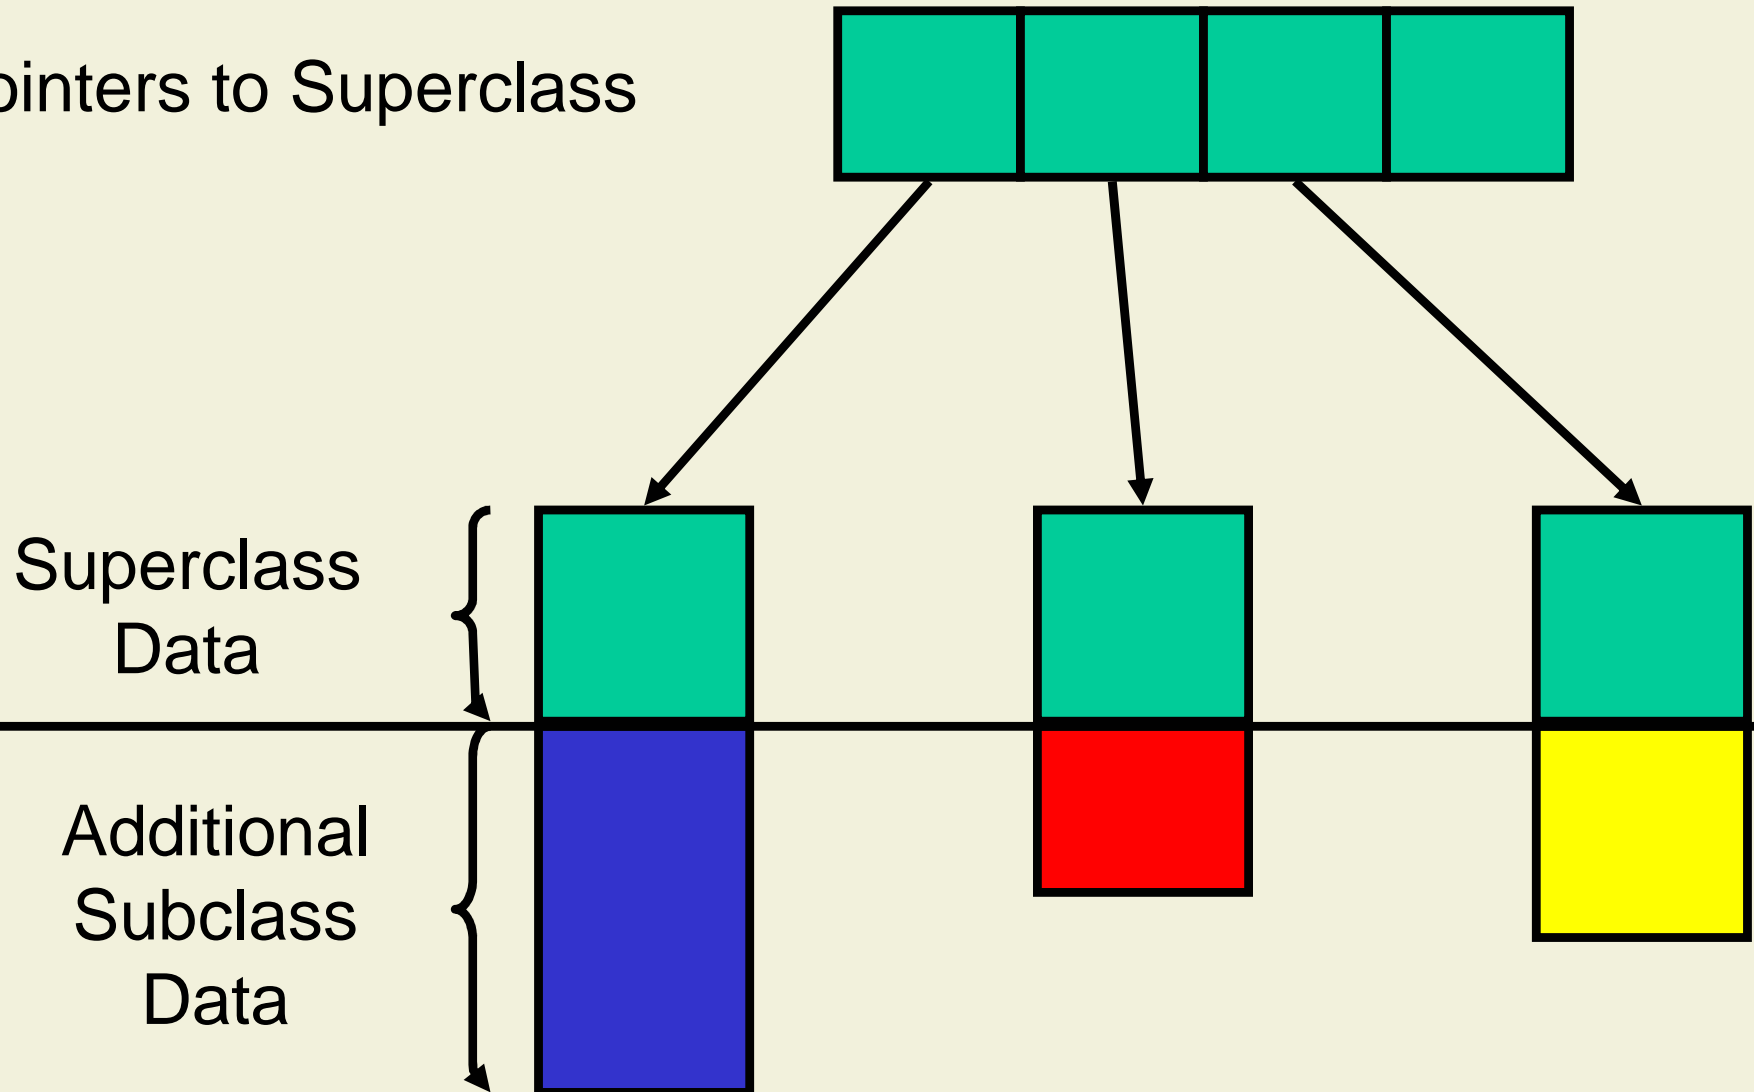 ointers to Superclass
Superclass
Data
Additional
Subclass
Data